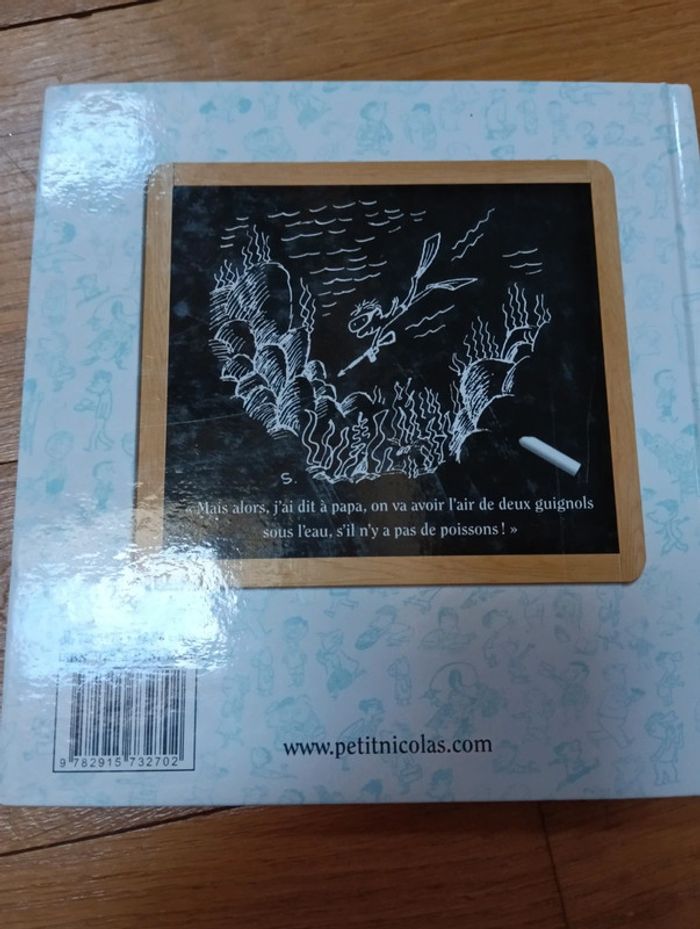 S.
« Mais alors, j'ai dit à papa, on va avoir l'air de deux guignols
sous l'eau, s'il n'y a pas de poissons ! »
www.petitnicolas.com
9 782915 732702